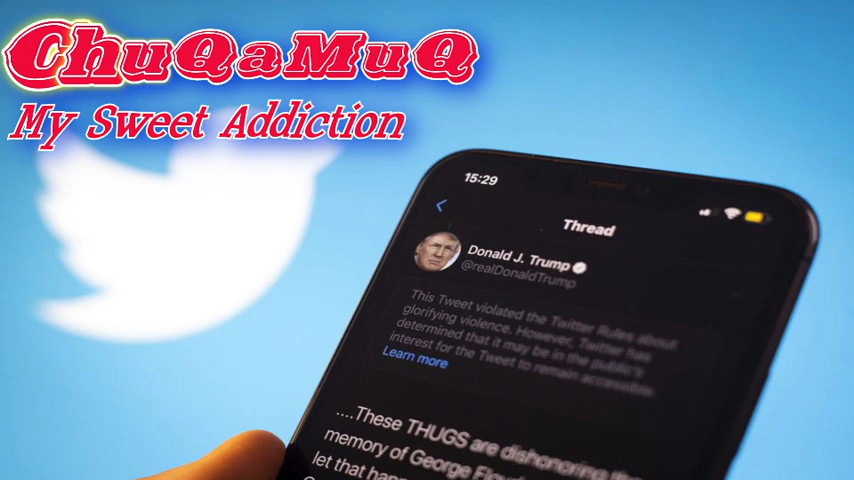 ChuQaMuQ
My Sweet Addiction
15:29
Thread
Donald J. Trump
@realDonaldTrump
This Tweet violated the Twitter Rules about
glorifying violence. However, Twitter has
determined that it may be in the public's
interest for the Tweet to remain accessible.
Learn more
....These THUGS are dishonoring the
memory of George Floyd
let that